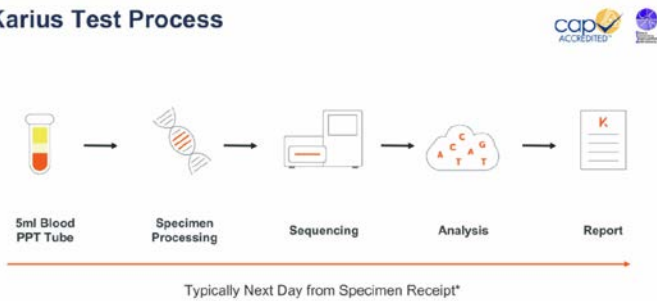 Karius Test Process
cap
ACCREDITED
A C C A G T T
K
5ml Blood
PPT Tube
Specimen
Processing
Sequencing
Analysis
Report
Typically Next Day from Specimen Receipt*